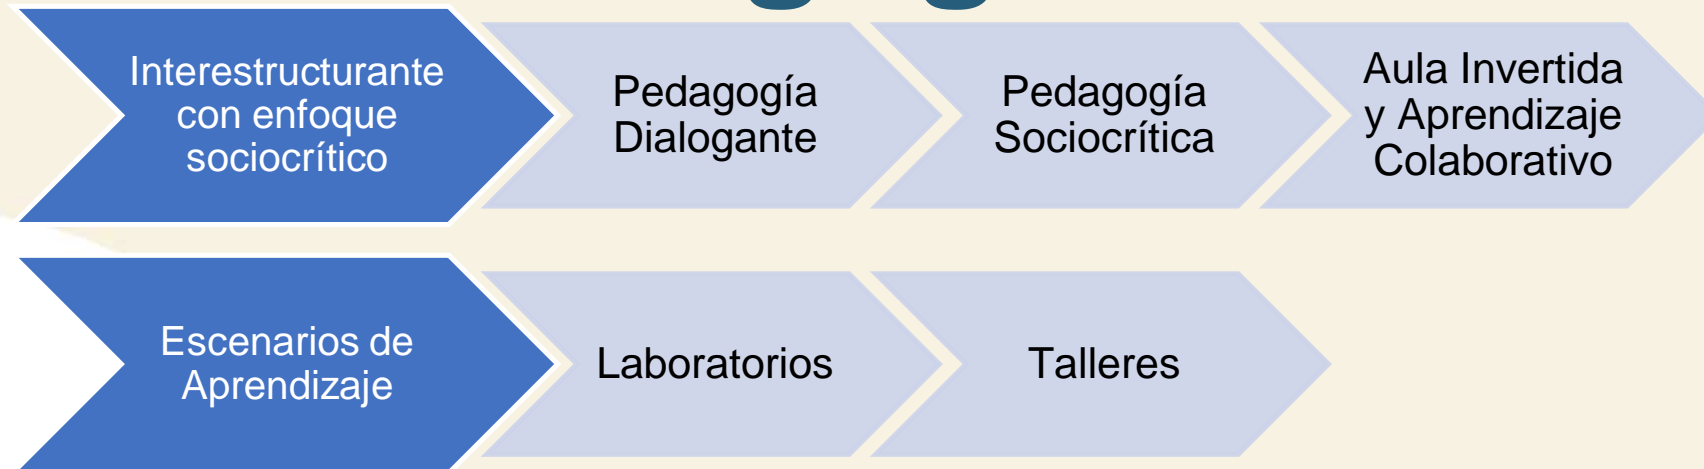 Interestructurante
con enfoque
sociocrítico
Pedagogía
Dialogante
Pedagogía
Sociocrítica
Aula Invertida
y Aprendizaje
Colaborativo
Escenarios de
Aprendizaje
Laboratorios
Talleres